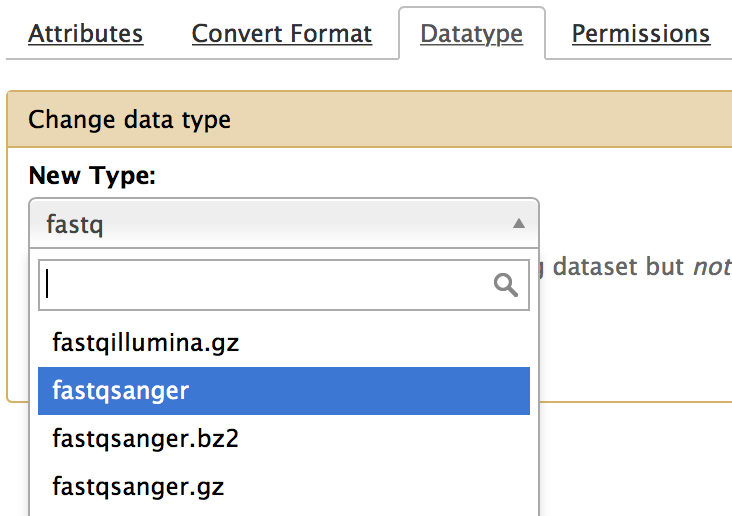 Attributes Convert Format Datatype Permissions
Change data type
New Type:
fastq
dataset but not
fastqillumina.gz
fastqsanger
fastqsanger.bz2
fastqsanger.gz